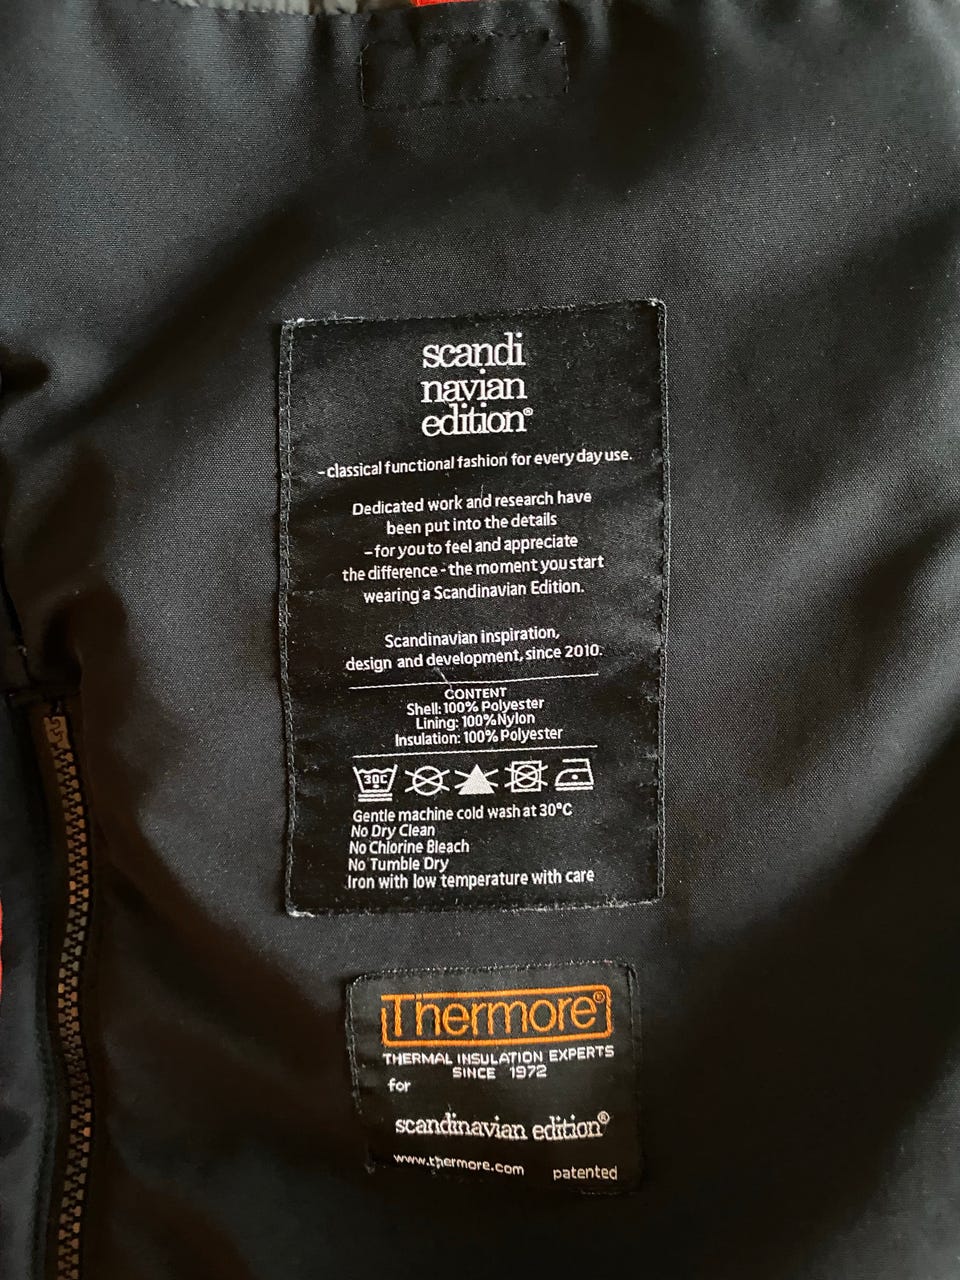 scandi
navian
edition®
-classical functional fashion for every day use.
Dedicated work and research have
been put into the details
-for you to feel and appreciate
the difference - the moment you start
wearing a Scandinavian Edition.
Scandinavian inspiration,
design and development, since 2010.
CONTENT
Shell: 100% Polyester
Lining: 100% Nylon
Insulation: 100% Polyester
30C
Gentle machine cold wash at 30°C
No Dry Clean
No Chlorine Bleach
No Tumble Dry
Iron with low temperature with care
Thermore®
THERMAL INSULATION EXPERTS
SINCE 1972
for
scandinavian edition®
www.thermore.com patented